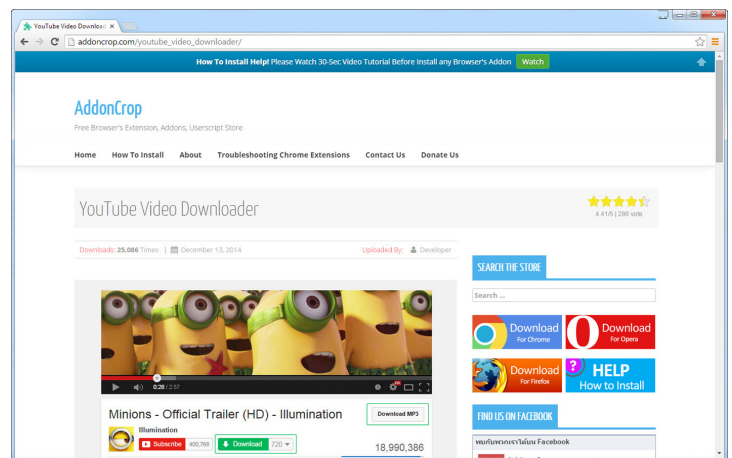 YouTube Video Download
addoncrop.com/youtube_video_downloader/
How To Install Help! Please Watch 30-Sec Video Tutorial Before Install any Browser's Addon Watch
AddonCrop
Free Browser's Extension, Addons, Userscript Store
Home How To Install About Troubleshooting Chrome Extensions Contact Us Donate Us
YouTube Video Downloader
4.41/5 | 286 vote
Downloads: 25,086 Times | December 13, 2014 Uploaded By: Developer
SEARCH THE STORE
Search ...
Download
For Chrome
Download
For Opera
Download
For Firefox
HELP
How to Install
0:28 / 2:57
Minions - Official Trailer (HD) - Illumination
Download MP3
Illumination
Subscribe 400,768 Download 720
18,990,386
FIND US ON FACEBOOK
พบกับพวกเราได้บน Facebook